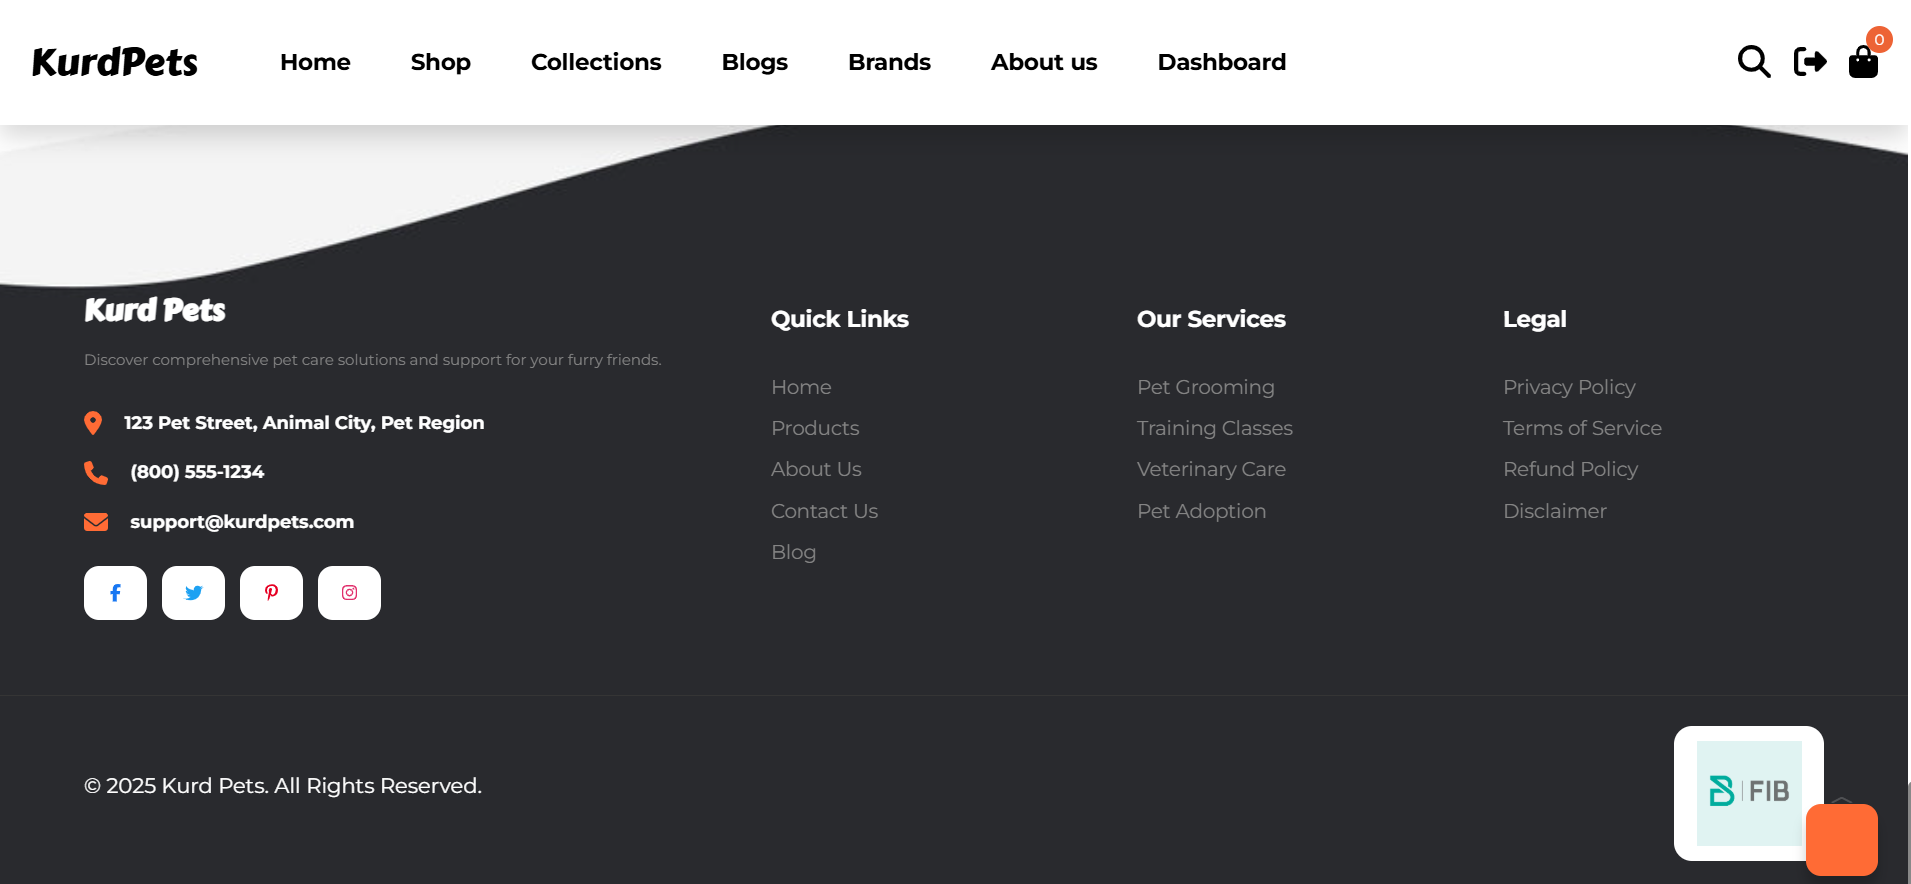 KurdPets
Home
Shop
Collections
Blogs
Brands
About us
Dashboard
0
Kurd Pets
Discover comprehensive pet care solutions and support for your furry friends.
123 Pet Street, Animal City, Pet Region
(800) 555-1234
support@kurdpets.com
Quick Links
Home
Products
About Us
Contact Us
Blog
Our Services
Pet Grooming
Training Classes
Veterinary Care
Pet Adoption
Legal
Privacy Policy
Terms of Service
Refund Policy
Disclaimer
© 2025 Kurd Pets. All Rights Reserved.
FIB